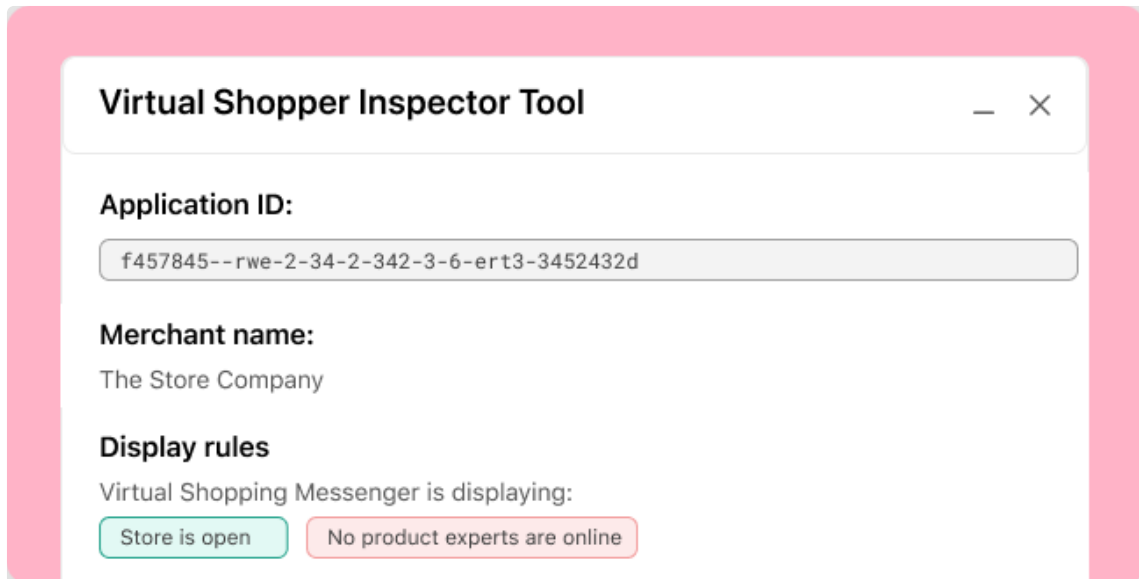 Virtual Shopper Inspector Tool
Application ID:
f457845--rwe-2-34-2-342-3-6-ert3-3452432d
Merchant name:
The Store Company
Display rules
Virtual Shopping Messenger is displaying:
Store is open No product experts are online